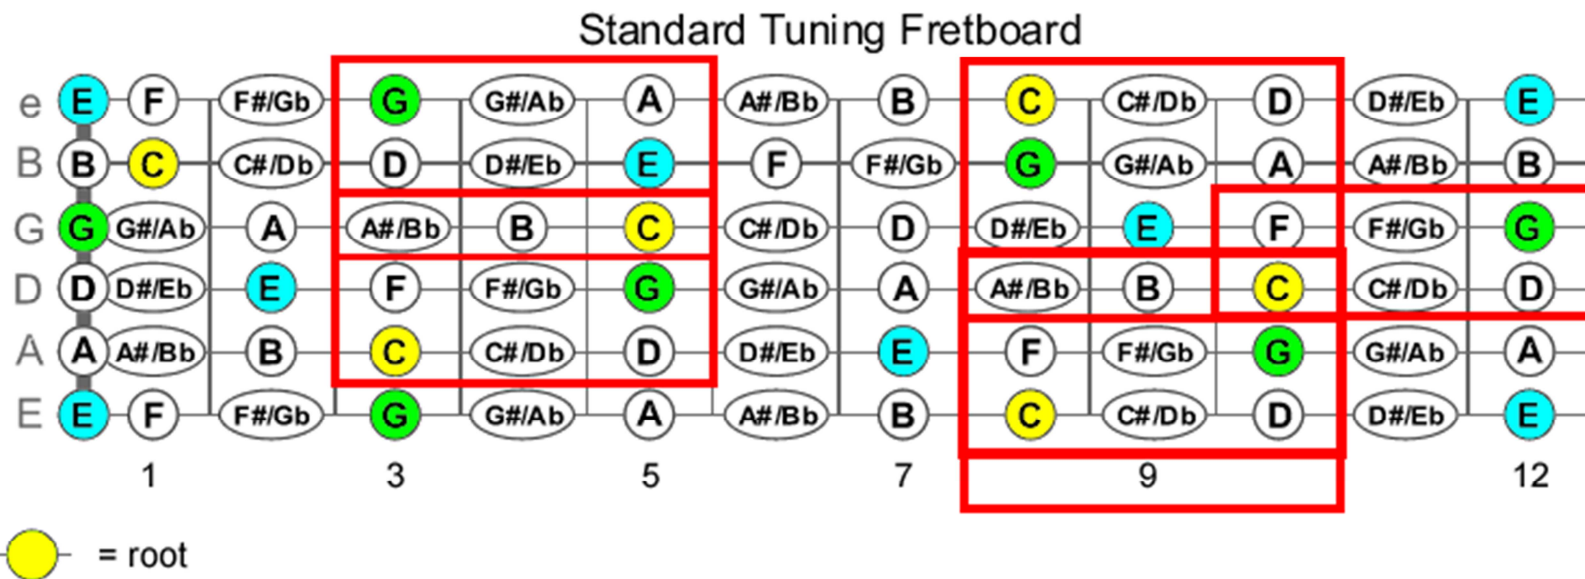 Standard Tuning Fretboard
e E F F#/Gb G G#/Ab A A#/Bb B C C#/Db D D#/Eb E
B B C C#/Db D D#/Eb E F F#/Gb G G#/Ab A A#/Bb B
G G G#/Ab A A#/Bb B C C#/Db D D#/Eb E F F#/Gb G
D D D#/Eb E F F#/Gb G G#/Ab A A#/Bb B C C#/Db D
A A A#/Bb B C C#/Db D D#/Eb E F F#/Gb G G#/Ab A
E E F F#/Gb G G#/Ab A A#/Bb B C C#/Db D D#/Eb E
1 3 5 7 9 12
= root